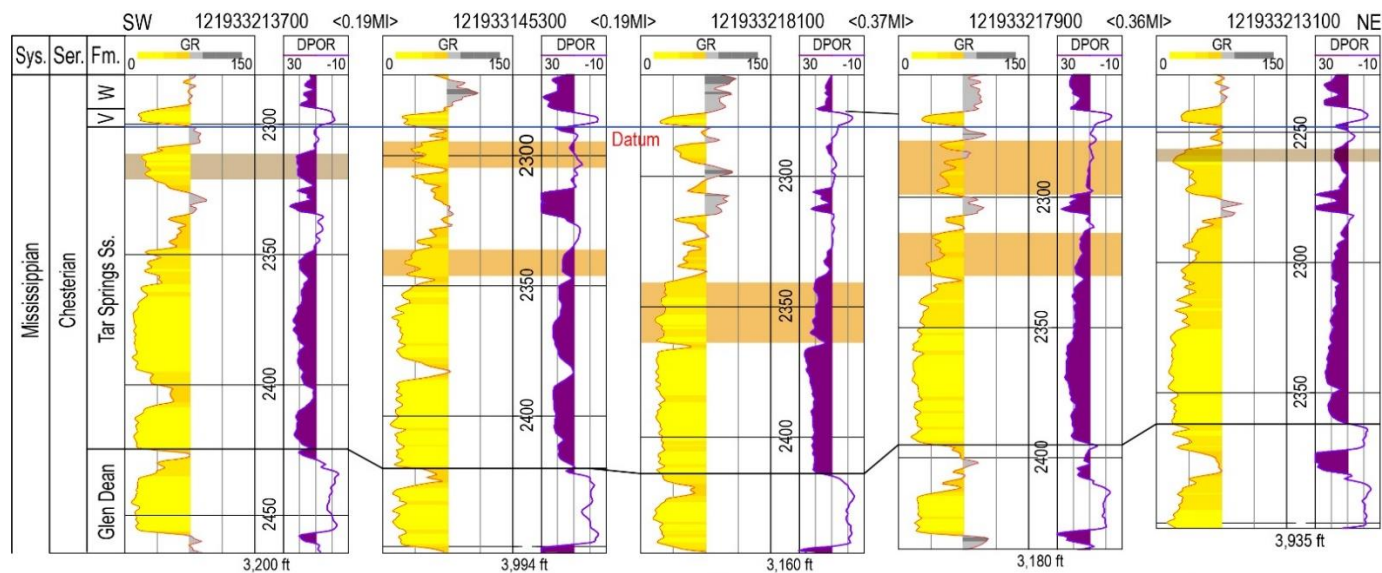 SW 121933213700 <0.19MI> 121933145300 <0.19MI> 121933218100 <0.37MI> 121933217900 <0.36MI> 121933213100 NE
Sys. Ser. Fm. GR DPOR GR DPOR GR DPOR GR DPOR GR DPOR
0 150 30 -10 0 150 30 -10 0 150 30 -10 0 150 30 -10 0 150 30 -10
W
V
2300
Datum
2250
2300
2300
2300
Mississippian
Chesterian
Tar Springs Ss.
2350
2350
2350
2350
2300
2400
2400
2400
2400
2350
Glen Dean
2450
3,200 ft 3,994 ft 3,160 ft 3,180 ft 3,935 ft